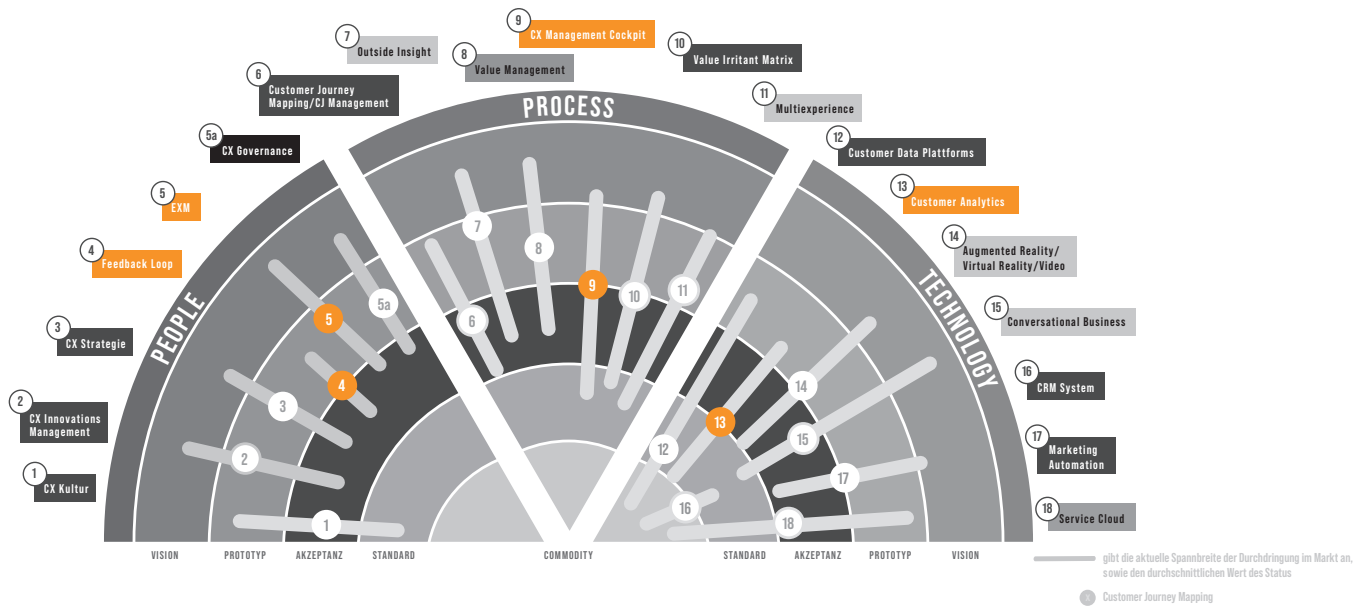 7
Outside Insight
8
Value Management
9
CX Management Cockpit
10
Value Irritant Matrix
6
Customer Journey
Mapping/CJ Management
11
Multiexperience
5a
CX Governance
12
Customer Data Plattforms
5
EXM
13
Customer Analytics
4
Feedback Loop
14
Augmented Reality/
Virtual Reality/Video
3
CX Strategie
15
Conversational Business
2
CX Innovations
Management
16
CRM System
1
CX Kultur
17
Marketing
Automation
18
Service Cloud
PEOPLE
PROCESS
TECHNOLOGY
1
2
3
4
5
5a
6
7
8
9
10
11
12
13
14
15
16
17
18
VISION
PROTOTYP
AKZEPTANZ
STANDARD
COMMODITY
STANDARD
AKZEPTANZ
PROTOTYP
VISION
gibt die aktuelle Spannbreite der Durchdringung im Markt an,
sowie den durchschnittlichen Wert des Status
Customer Journey Mapping